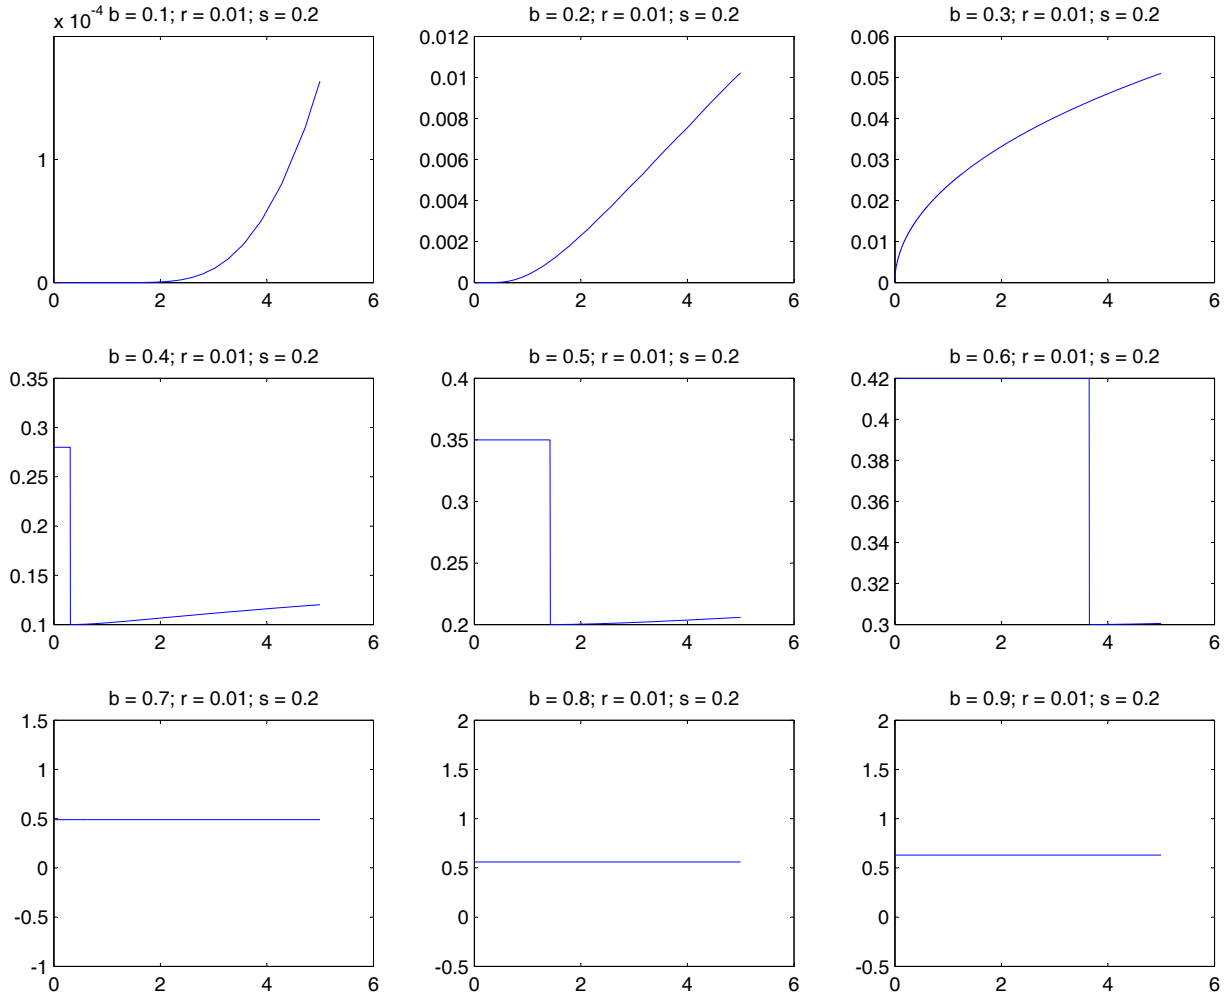 x 10-4 b = 0.1; r = 0.01; s = 0.2
1
0
0 2 4 6
b = 0.2; r = 0.01; s = 0.2
0.012
0.01
0.008
0.006
0.004
0.002
0
0 2 4 6
b = 0.3; r = 0.01; s = 0.2
0.06
0.05
0.04
0.03
0.02
0.01
0
0 2 4 6
b = 0.4; r = 0.01; s = 0.2
0.35
0.3
0.25
0.2
0.15
0.1
0 2 4 6
b = 0.5; r = 0.01; s = 0.2
0.4
0.35
0.3
0.25
0.2
0 2 4 6
b = 0.6; r = 0.01; s = 0.2
0.42
0.4
0.38
0.36
0.34
0.32
0.3
0 2 4 6
b = 0.7; r = 0.01; s = 0.2
1.5
1
0.5
0
-0.5
-1
0 2 4 6
b = 0.8; r = 0.01; s = 0.2
2
1.5
1
0.5
0
-0.5
0 2 4 6
b = 0.9; r = 0.01; s = 0.2
2
1.5
1
0.5
0
-0.5
0 2 4 6